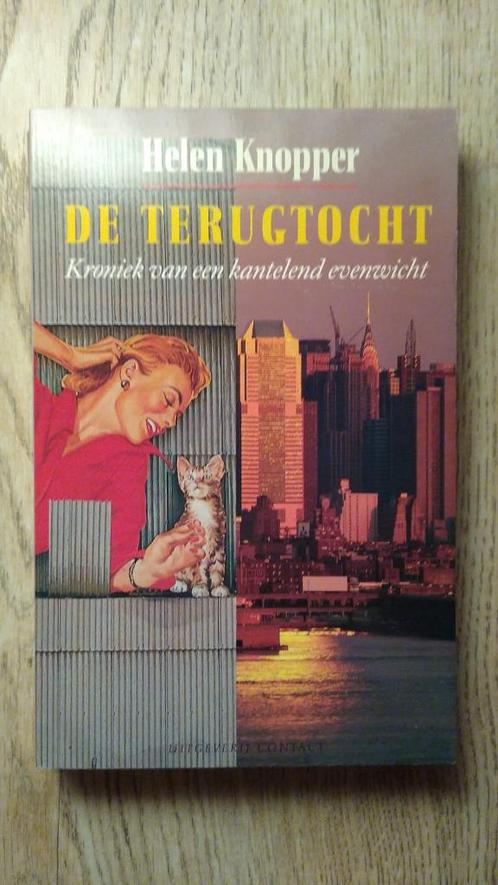 Helen Knopper
DE TERUGTOCHT
Kroniek van een kantelend evenwicht
UITGEVERIJ CONTACT